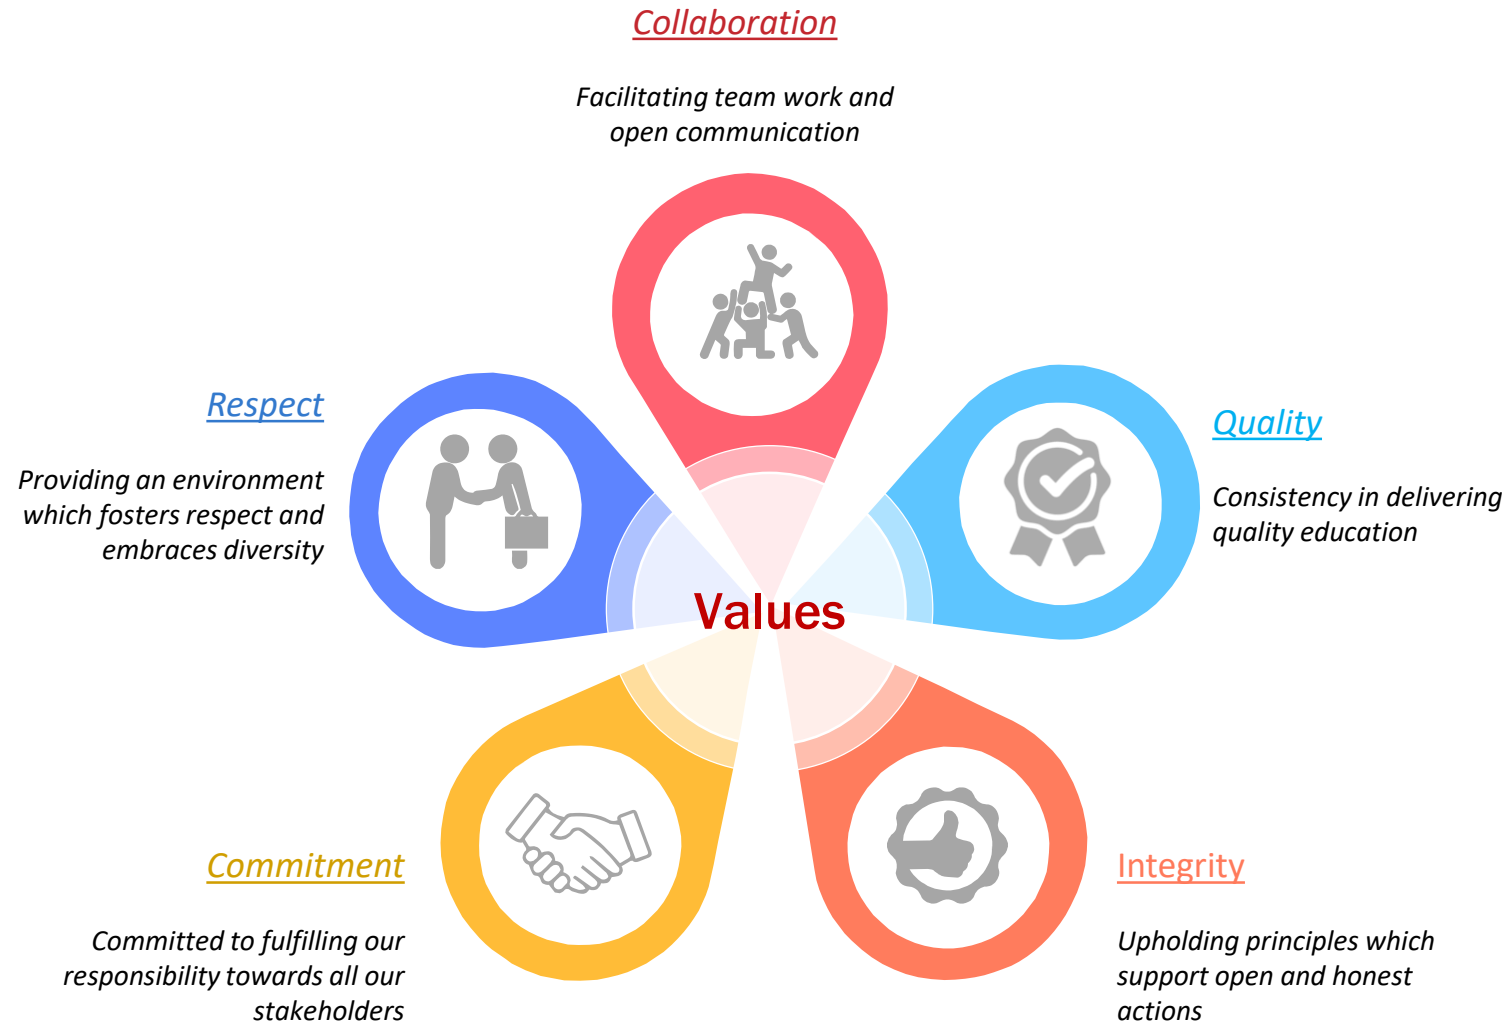 Collaboration
Facilitating team work and
open communication
Respect
Providing an environment
which fosters respect and
embraces diversity
Quality
Consistency in delivering
quality education
Values
Commitment
Committed to fulfilling our
responsibility towards all our
stakeholders
Integrity
Upholding principles which
support open and honest
actions